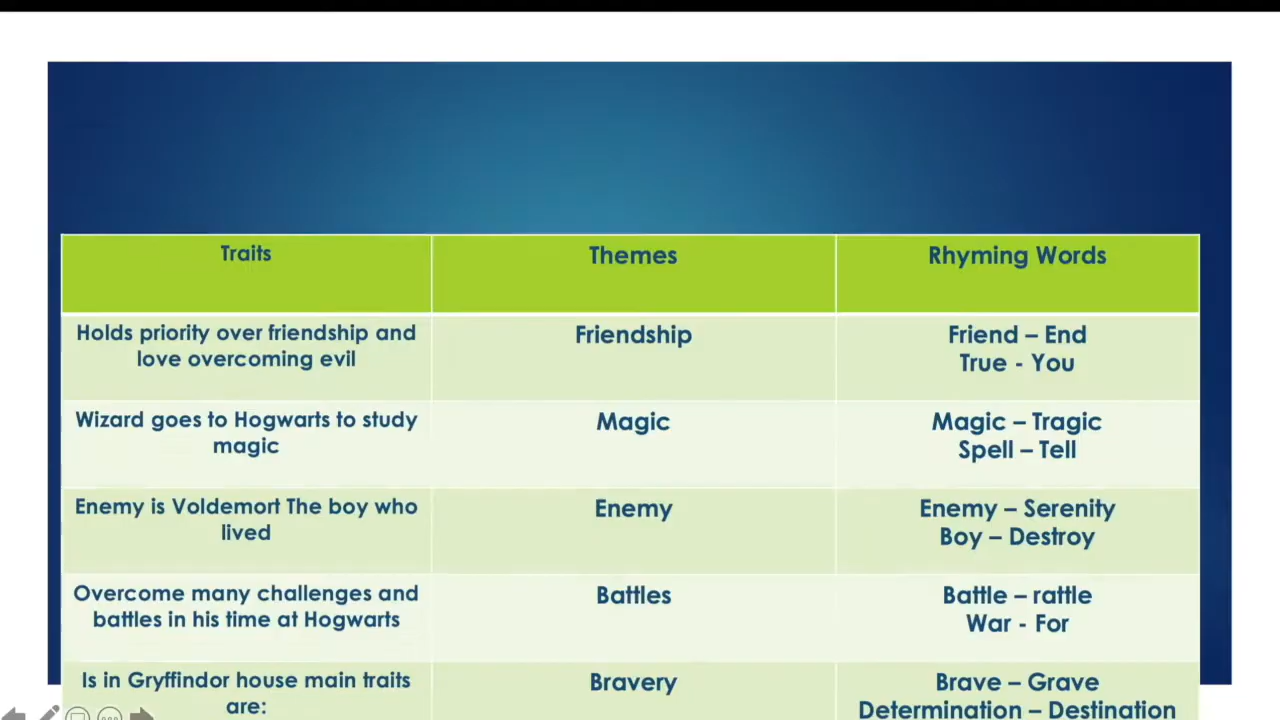 Traits
Themes
Rhyming Words
Holds priority over friendship and
love overcoming evil
Friendship
Friend – End
True - You
Wizard goes to Hogwarts to study
magic
Magic
Magic – Tragic
Spell – Tell
Enemy is Voldemort The boy who
lived
Enemy
Enemy – Serenity
Boy – Destroy
Overcome many challenges and
battles in his time at Hogwarts
Battles
Battle – rattle
War - For
Is in Gryffindor house main traits
are:
Bravery
Brave – Grave
Determination – Destination